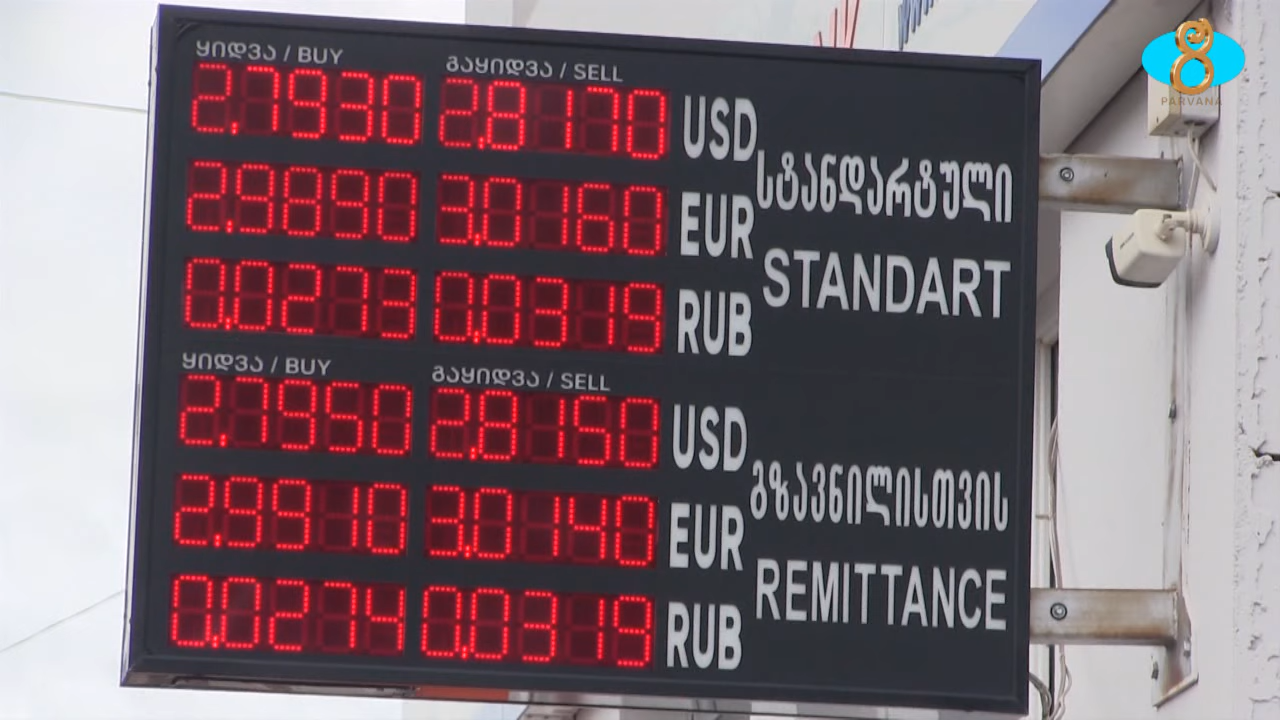 ყიდვა / BUY გაყიდვა / SELL
2,7930 2,8170 USD
2,9890 3,0160 EUR
0,0273 0,0319 RUB
სტანდარტული
STANDART
ყიდვა / BUY გაყიდვა / SELL
2,7950 2,8150 USD
2,9910 3,0140 EUR
0,0274 0,0319 RUB
გზავნილისთვის
REMITTANCE
8
PARVANA